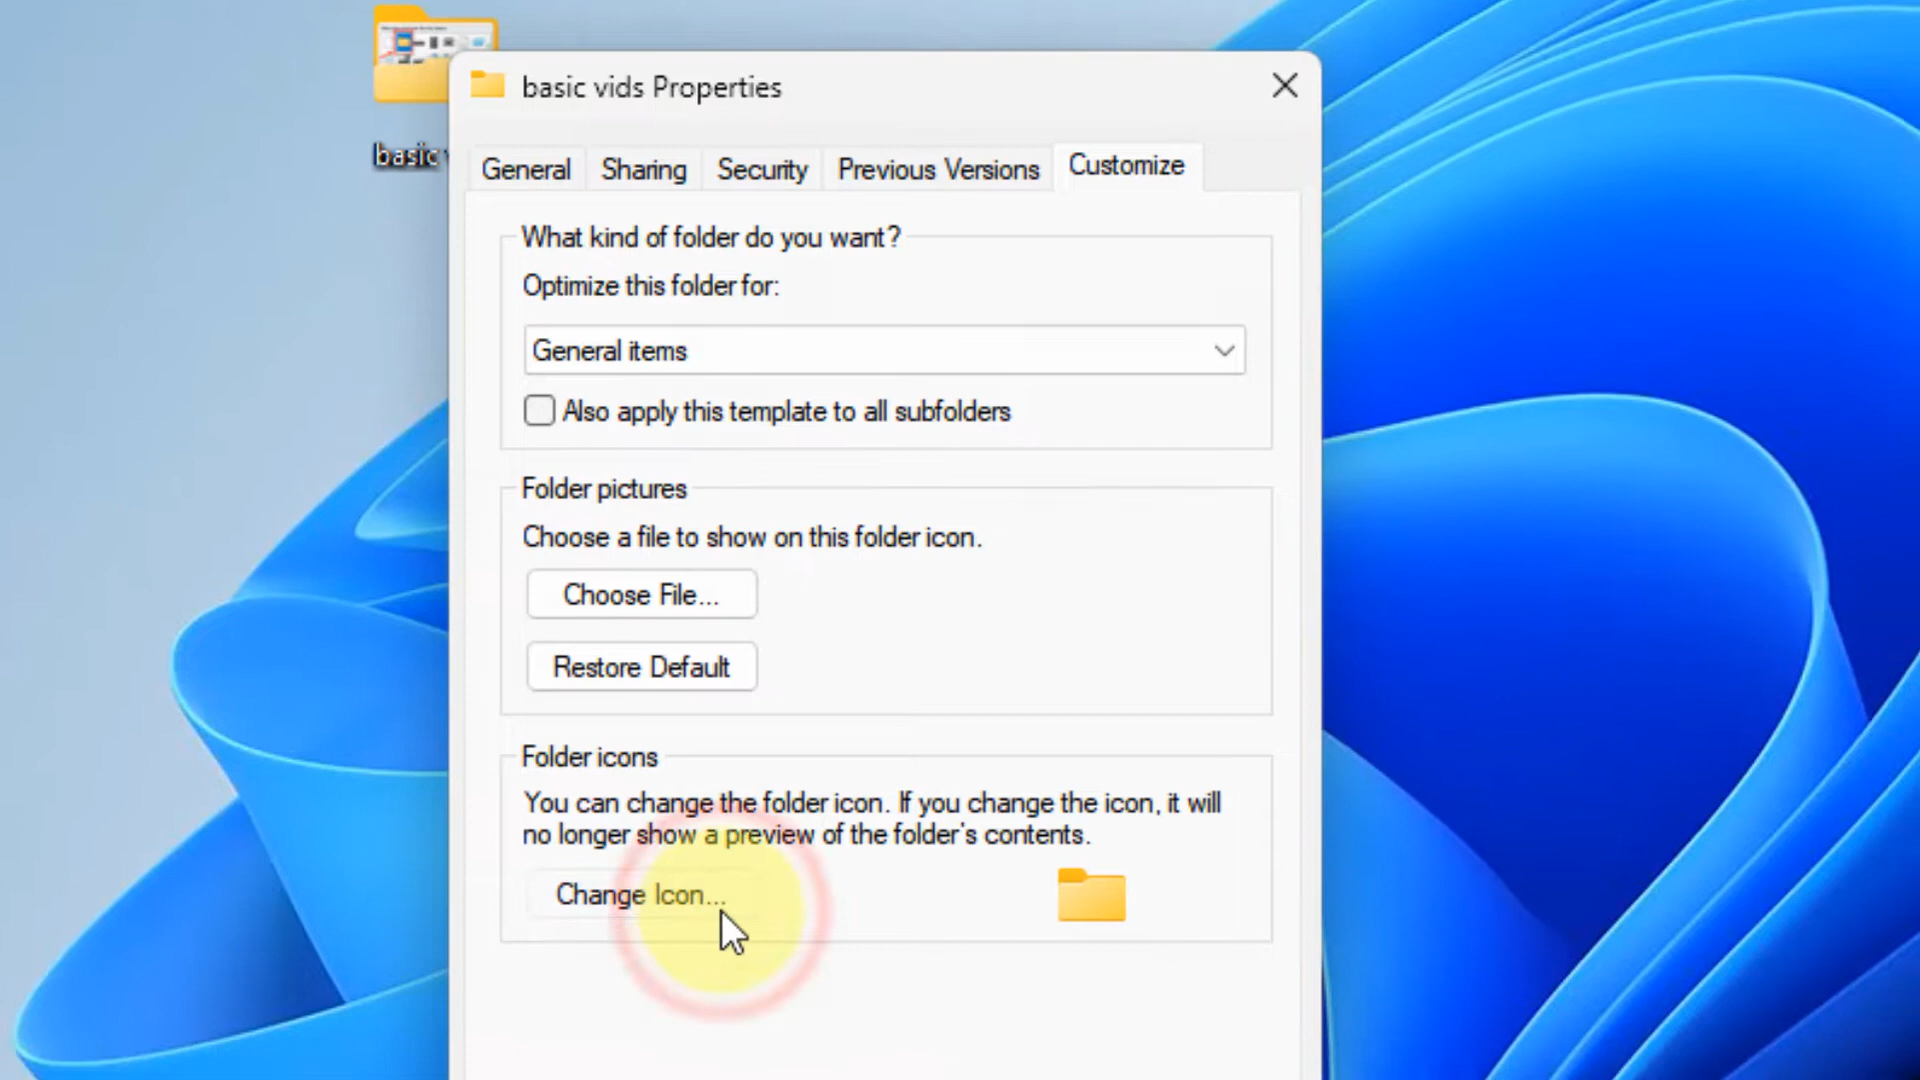 basic vids Properties
basic
General Sharing Security Previous Versions Customize
What kind of folder do you want?
Optimize this folder for:
General items
Also apply this template to all subfolders
Folder pictures
Choose a file to show on this folder icon.
Choose File...
Restore Default
Folder icons
You can change the folder icon. If you change the icon, it will
no longer show a preview of the folder's contents.
Change Icon...